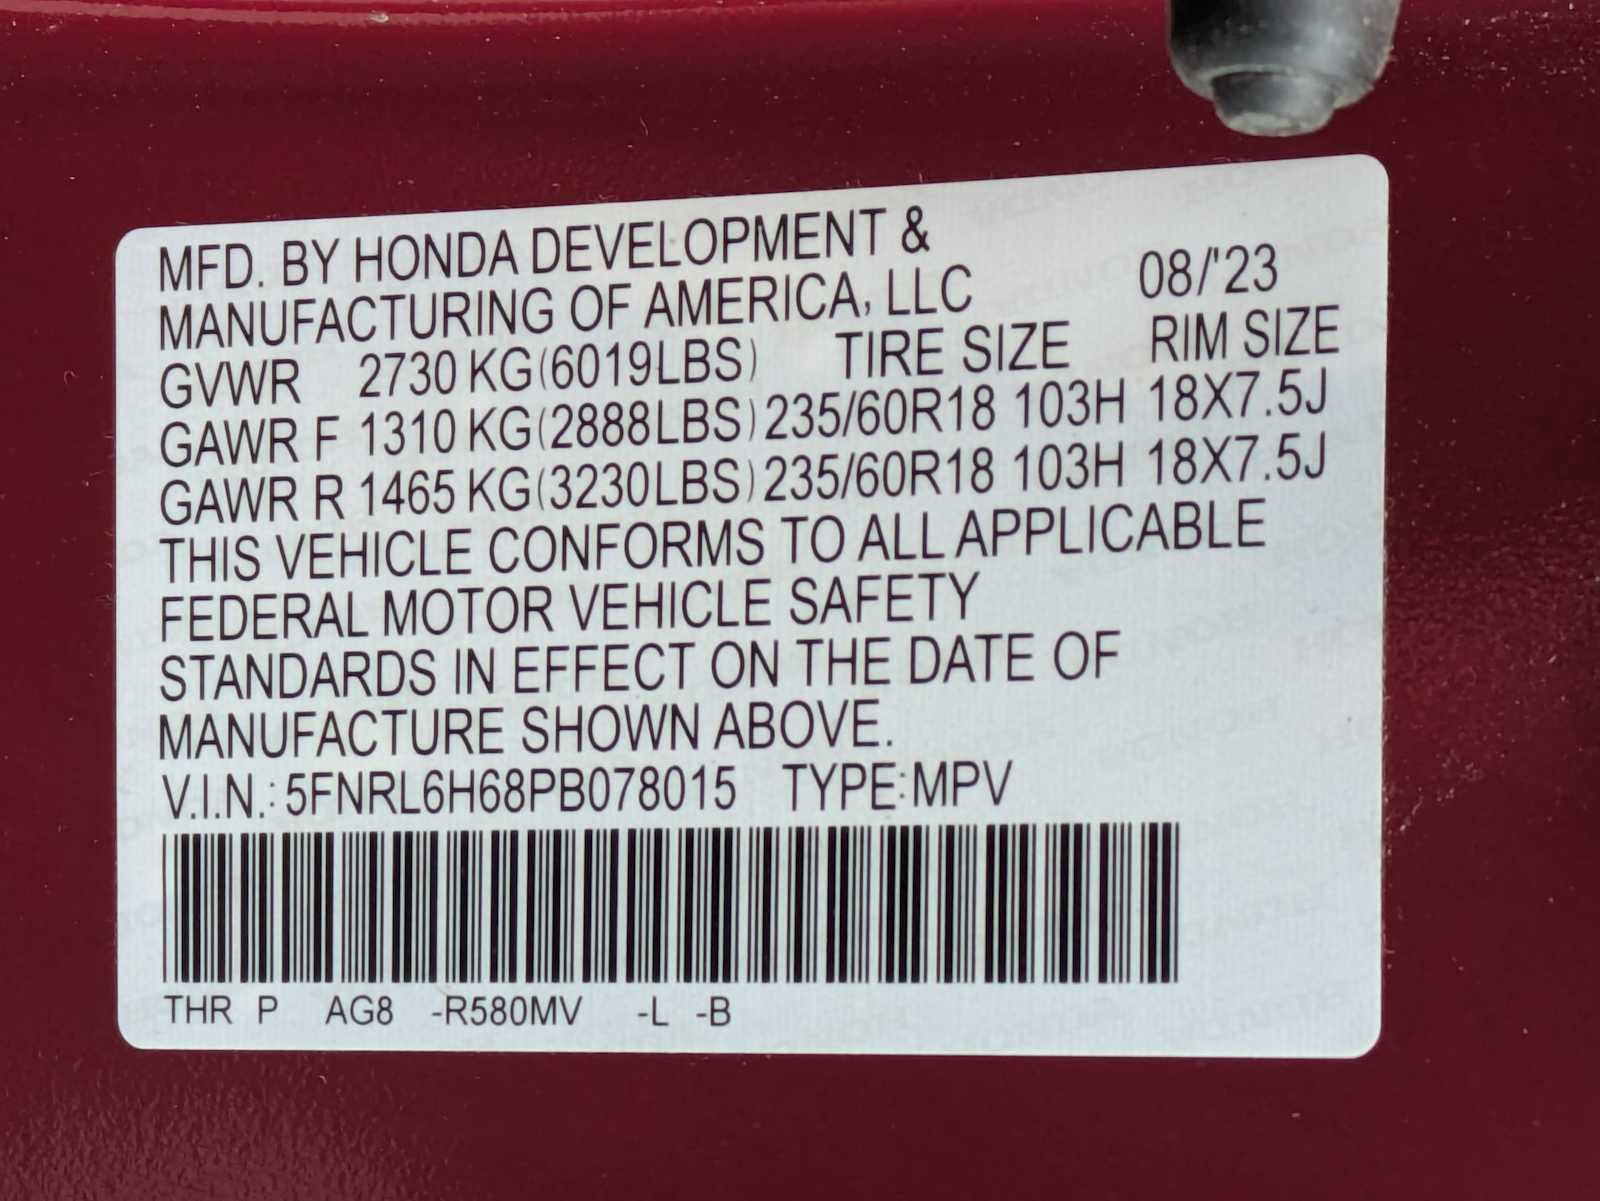 MFD. BY HONDA DEVELOPMENT &
MANUFACTURING OF AMERICA, LLC 08/'23
GVWR 2730 KG(6019LBS) TIRE SIZE RIM SIZE
GAWR F 1310 KG(2888LBS) 235/60R18 103H 18X7.5J
GAWR R 1465 KG(3230LBS) 235/60R18 103H 18X7.5J
THIS VEHICLE CONFORMS TO ALL APPLICABLE
FEDERAL MOTOR VEHICLE SAFETY
STANDARDS IN EFFECT ON THE DATE OF
MANUFACTURE SHOWN ABOVE.
V.I.N.: 5FNRL6H68PB078015 TYPE:MPV
THR P AG8 -R580MV -L -B